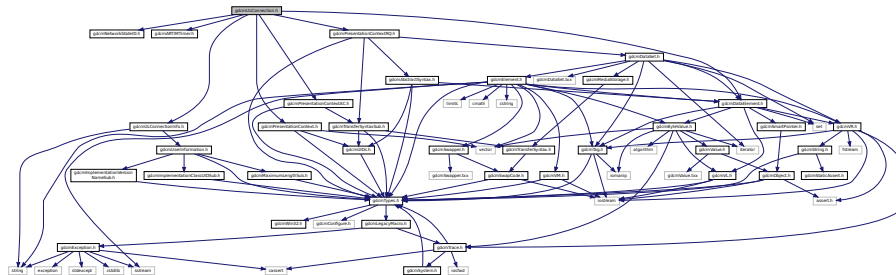 gdcmULConnection.h
gdcmNetworkStateID.h
gdcmARTIMTimer.h
gdcmPresentationContextRQ.h
gdcmDataSet.h
gdcmAbstractSyntax.h
gdcmElement.h
gdcmDataSet.txx
gdcmMediaStorage.h
gdcmPresentationContextAC.h
limits
cmath
cstring
gdcmDataElement.h
gdcmULConnectionInfo.h
gdcmPresentationContext.h
gdcmTransferSyntaxSub.h
gdcmByteValue.h
gdcmSmartPointer.h
set
gdcmVR.h
gdcmUserInformation.h
gdcmUIDs.h
gdcmSwapper.h
vector
gdcmTransferSyntax.h
gdcmTag.h
algorithm
gdcmValue.h
iterator
gdcmString.h
fstream
gdcmImplementationVersion
NameSub.h
gdcmImplementationClassUIDSub.h
gdcmMaximumLengthSub.h
gdcmSwapper.txx
gdcmSwapCode.h
gdcmVM.h
iomanip
gdcmValue.txx
gdcmVL.h
gdcmObject.h
gdcmStaticAssert.h
gdcmTypes.h
iostream
assert.h
gdcmWin32.h
gdcmConfigure.h
gdcmLegacyMacro.h
gdcmException.h
gdcmTrace.h
string
exception
stdexcept
cstdlib
sstream
cassert
gdcmSystem.h
iosfwd